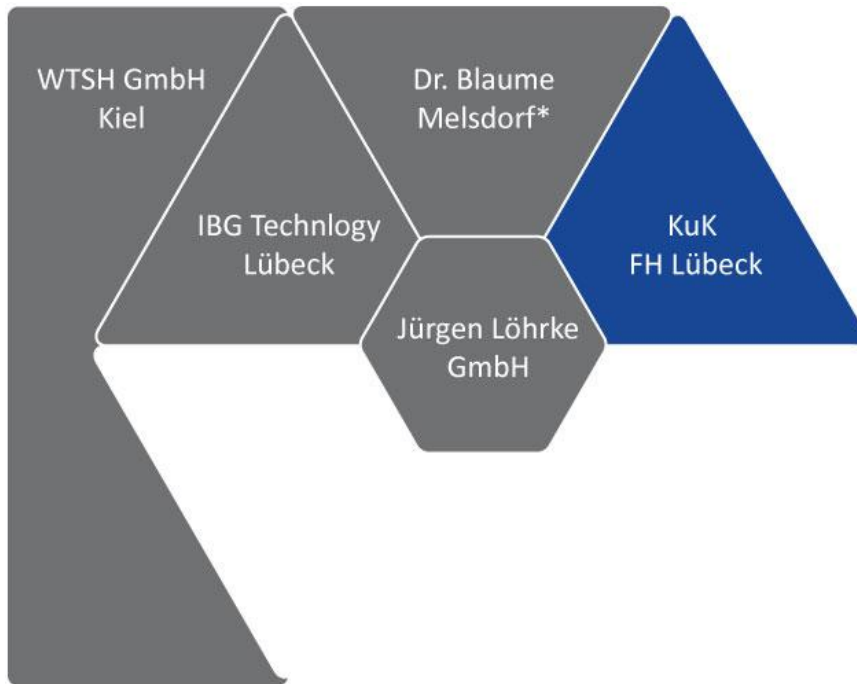 WTSH GmbH
Kiel
Dr. Blaume
Melsdorf*
IBG Technlogy
Lübeck
KuK
FH Lübeck
Jürgen Löhrke
GmbH